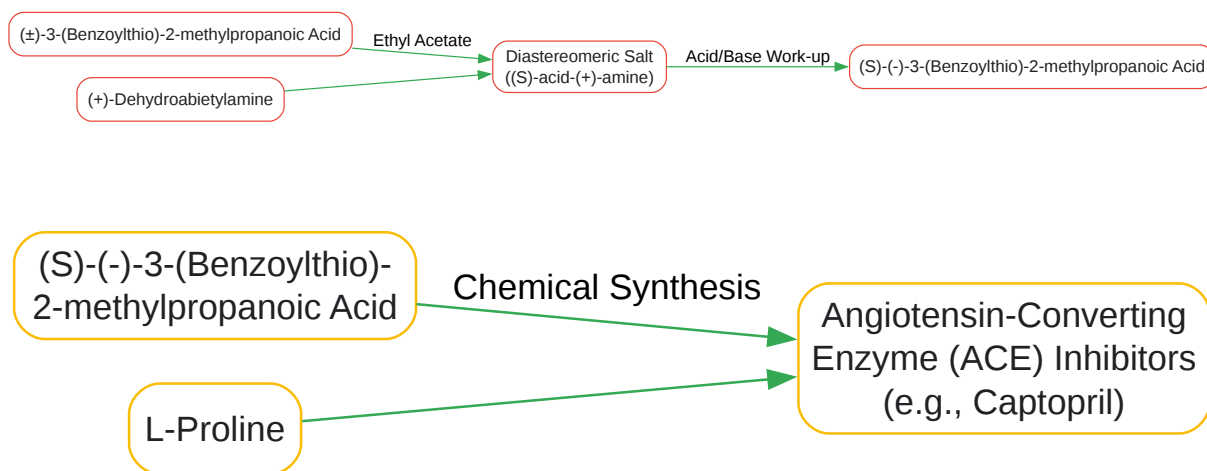 (±)-3-(Benzoylthio)-2-methylpropanoic Acid
Ethyl Acetate
(+)-Dehydroabietylamine
Diastereomeric Salt
((S)-acid-(+)-amine)
Acid/Base Work-up
(S)-(-)-3-(Benzoylthio)-2-methylpropanoic Acid
(S)-(-)-3-(Benzoylthio)-
2-methylpropanoic Acid
Chemical Synthesis
L-Proline
Angiotensin-Converting
Enzyme (ACE) Inhibitors
(e.g., Captopril)